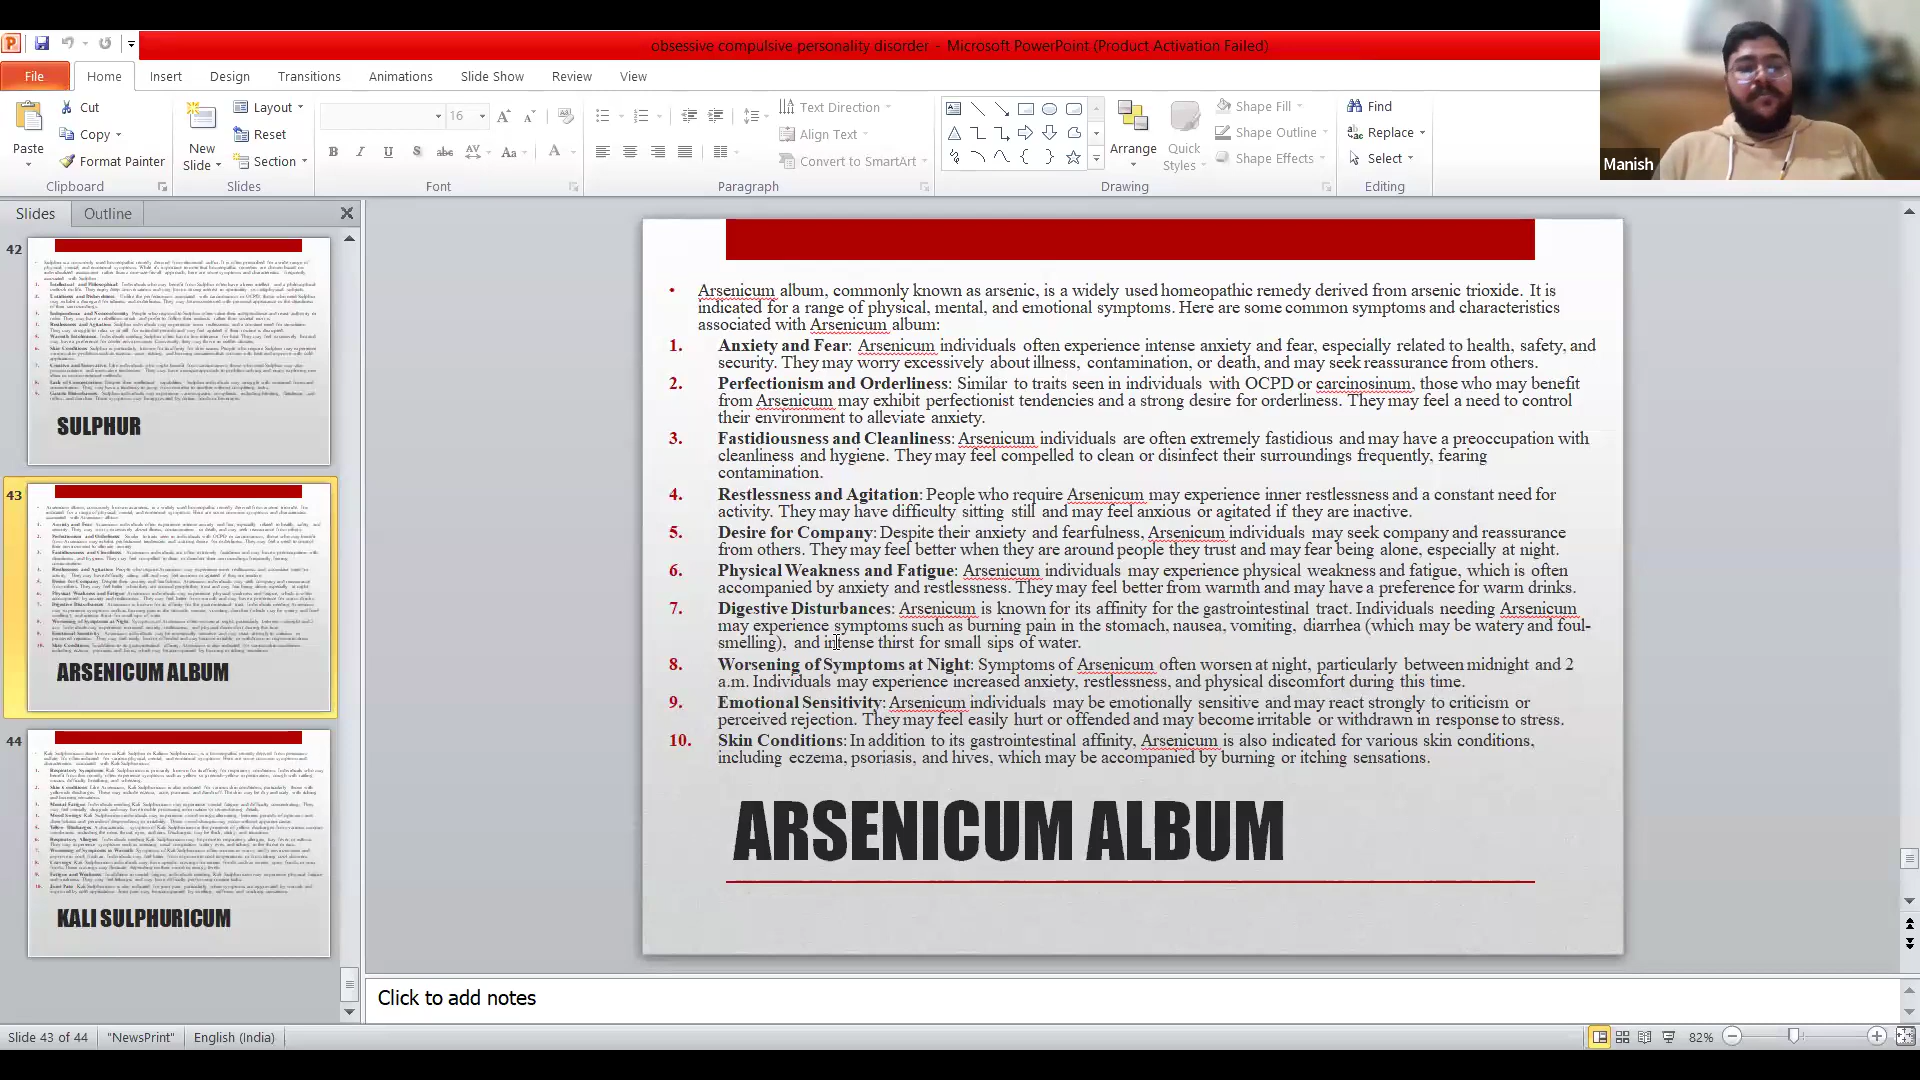 obsessive compulsive personality disorder - Microsoft PowerPoint (Product Activation Failed)
File Home Insert Design Transitions Animations Slide Show Review View
Paste
Cut
Copy
Format Painter
Clipboard
New
Slide
Layout
Reset
Section
Slides
16
Font
Text Direction
Align Text
Convert to SmartArt
Paragraph
Arrange
Quick
Styles
Shape Fill
Shape Outline
Shape Effects
Drawing
Find
Replace
Select
Editing
Manish
Slides Outline
42
SULPHUR
43
ARSENICUM ALBUM
44
KALI SULPHURICUM
• Arsenicum album, commonly known as arsenic, is a widely used homeopathic remedy derived from arsenic trioxide. It is
indicated for a range of physical, mental, and emotional symptoms. Here are some common symptoms and characteristics
associated with Arsenicum album:
1. Anxiety and Fear: Arsenicum individuals often experience intense anxiety and fear, especially related to health, safety, and
security. They may worry excessively about illness, contamination, or death, and may seek reassurance from others.
2. Perfectionism and Orderliness: Similar to traits seen in individuals with OCPD or carcinosinum, those who may benefit
from Arsenicum may exhibit perfectionist tendencies and a strong desire for orderliness. They may feel a need to control
their environment to alleviate anxiety.
3. Fastidiousness and Cleanliness: Arsenicum individuals are often extremely fastidious and may have a preoccupation with
cleanliness and hygiene. They may feel compelled to clean or disinfect their surroundings frequently, fearing
contamination.
4. Restlessness and Agitation: People who require Arsenicum may experience inner restlessness and a constant need for
activity. They may have difficulty sitting still and may feel anxious or agitated if they are inactive.
5. Desire for Company: Despite their anxiety and fearfulness, Arsenicum individuals may seek company and reassurance
from others. They may feel better when they are around people they trust and may fear being alone, especially at night.
6. Physical Weakness and Fatigue: Arsenicum individuals may experience physical weakness and fatigue, which is often
accompanied by anxiety and restlessness. They may feel better from warmth and may have a preference for warm drinks.
7. Digestive Disturbances: Arsenicum is known for its affinity for the gastrointestinal tract. Individuals needing Arsenicum
may experience symptoms such as burning pain in the stomach, nausea, vomiting, diarrhea (which may be watery and foul-
smelling), and intense thirst for small sips of water.
8. Worsening of Symptoms at Night: Symptoms of Arsenicum often worsen at night, particularly between midnight and 2
a.m. Individuals may experience increased anxiety, restlessness, and physical discomfort during this time.
9. Emotional Sensitivity: Arsenicum individuals may be emotionally sensitive and may react strongly to criticism or
perceived rejection. They may feel easily hurt or offended and may become irritable or withdrawn in response to stress.
10. Skin Conditions: In addition to its gastrointestinal affinity, Arsenicum is also indicated for various skin conditions,
including eczema, psoriasis, and hives, which may be accompanied by burning or itching sensations.
ARSENICUM ALBUM
Click to add notes
Slide 43 of 44 "NewsPrint" English (India) 82%